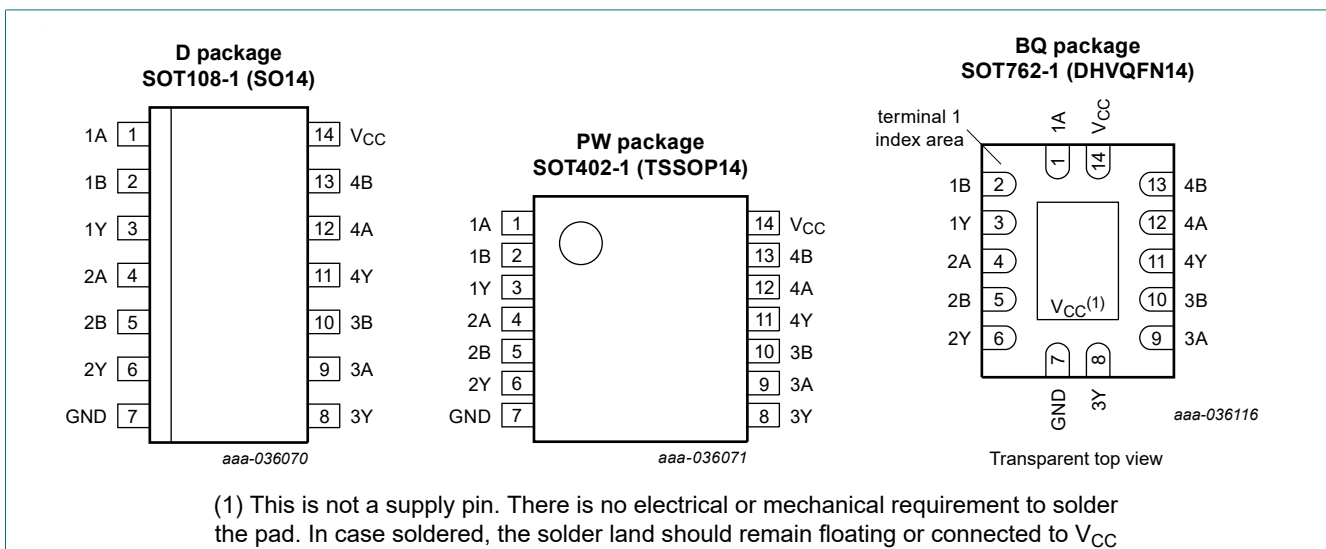 D package
SOT108-1 (SO14)
1A 1
1B 2
1Y 3
2A 4
2B 5
2Y 6
GND 7
14 VCC
13 4B
12 4A
11 4Y
10 3B
9 3A
8 3Y
aaa-036070
PW package
SOT402-1 (TSSOP14)
1A 1
1B 2
1Y 3
2A 4
2B 5
2Y 6
GND 7
14 VCC
13 4B
12 4A
11 4Y
10 3B
9 3A
8 3Y
aaa-036071
BQ package
SOT762-1 (DHVQFN14)
terminal 1
index area
1A
VCC
1
14
1B 2
1Y 3
2A 4
2B 5
2Y 6
13 4B
12 4A
11 4Y
10 3B
9 3A
VCC(1)
7
8
GND
3Y
aaa-036116
Transparent top view
(1) This is not a supply pin. There is no electrical or mechanical requirement to solder
the pad. In case soldered, the solder land should remain floating or connected to VCC